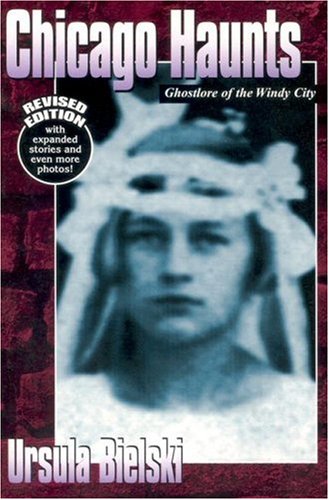 Chicago Haunts
Ghostlore of the Windy City
REVISED
EDITION
with
expanded
stories and
even more
photos!
Ursula Bielski